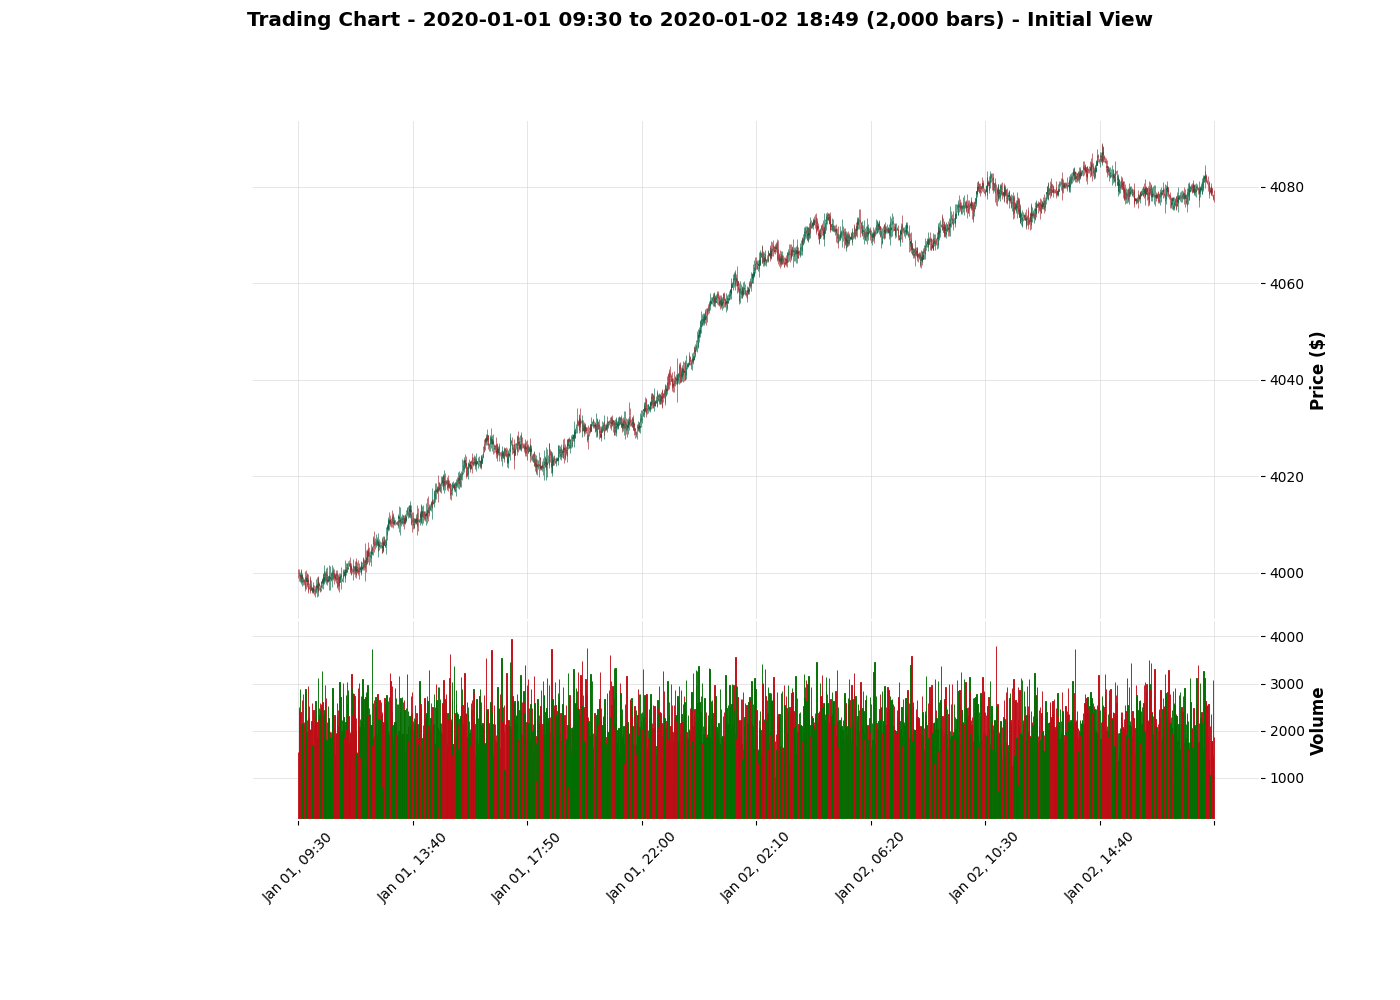 Trading Chart - 2020-01-01 09:30 to 2020-01-02 18:49 (2,000 bars) - Initial View
4080
4060
4040
4020
4000
Price ($)
4000
3000
2000
1000
Volume
Jan 01, 09:30
Jan 01, 13:40
Jan 01, 17:50
Jan 01, 22:00
Jan 02, 02:10
Jan 02, 06:20
Jan 02, 10:30
Jan 02, 14:40